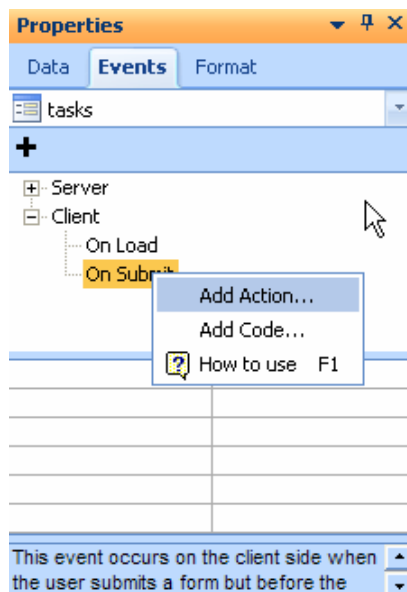 Properties
Data Events Format
tasks
Server
Client
On Load
On Submit
Add Action...
Add Code...
How to use F1
This event occurs on the client side when
the user submits a form but before the